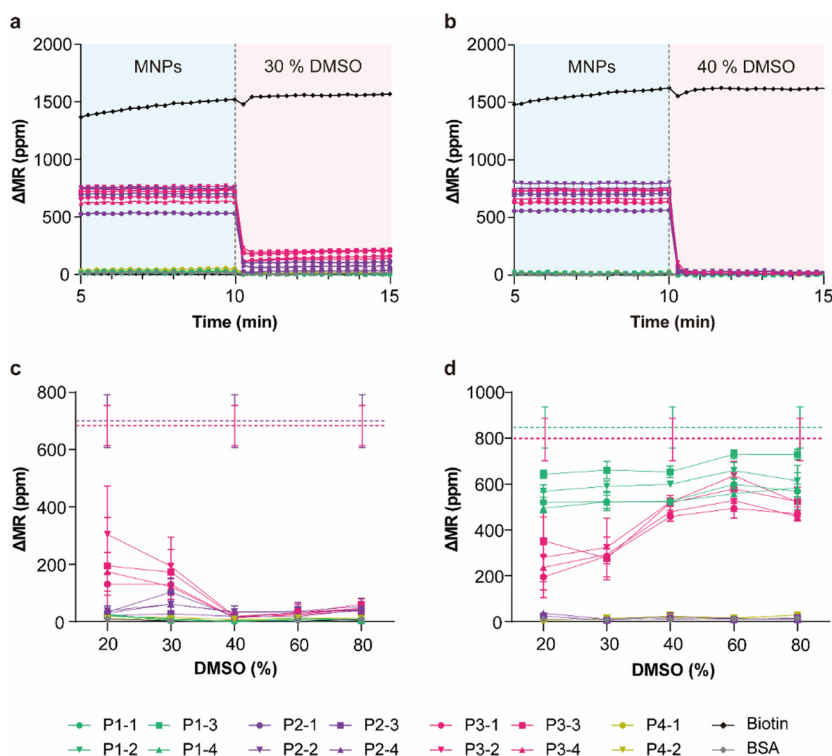 a
b
2000
1500
1000
500
0
ΔMR (ppm)
MNPs
30 % DMSO
5
10
15
Time (min)
2000
1500
1000
500
0
ΔMR (ppm)
MNPs
40 % DMSO
5
10
15
Time (min)
c
d
800
600
400
200
0
ΔMR (ppm)
20
30
40
60
80
DMSO (%)
1000
800
600
400
200
0
ΔMR (ppm)
20
30
40
60
80
DMSO (%)
P1-1 P1-3 P2-1 P2-3 P3-1 P3-3 P4-1 Biotin
P1-2 P1-4 P2-2 P2-4 P3-2 P3-4 P4-2 BSA